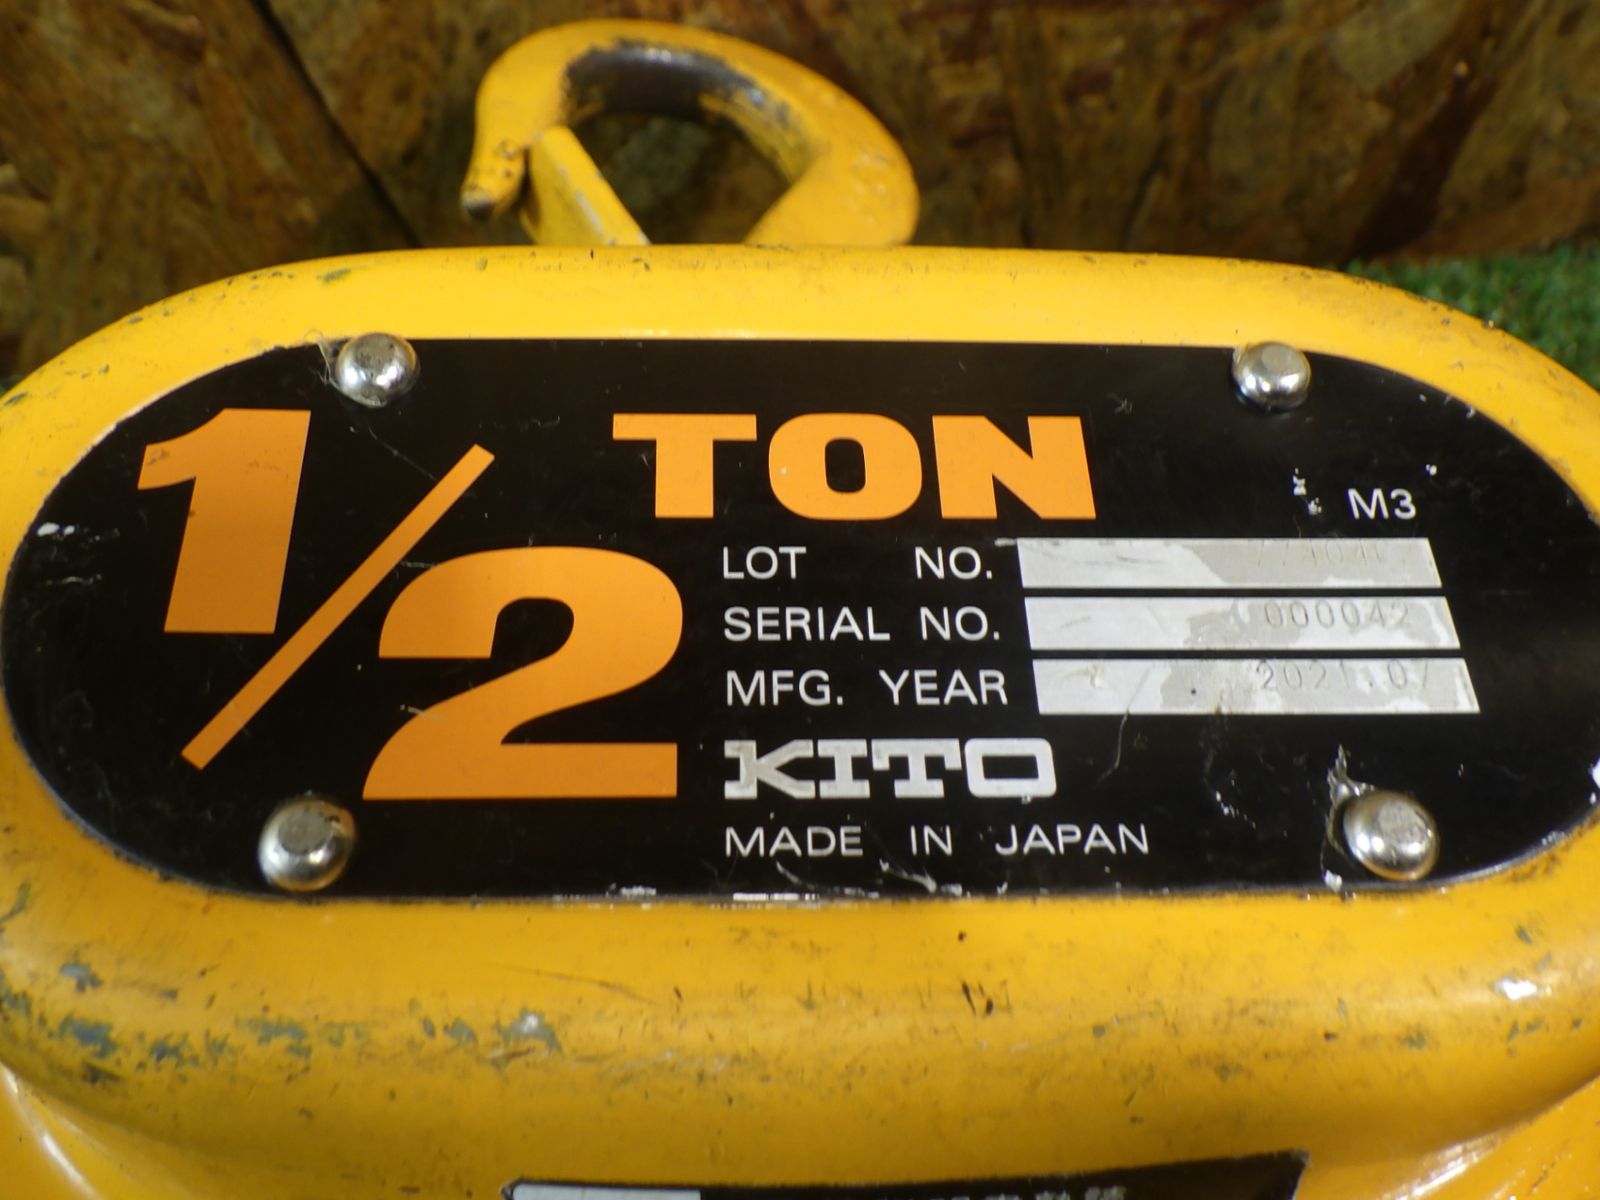 1/2 TON
M3
LOT NO.
SERIAL NO. 000042
MFG. YEAR 2021.07
KITO
MADE IN JAPAN